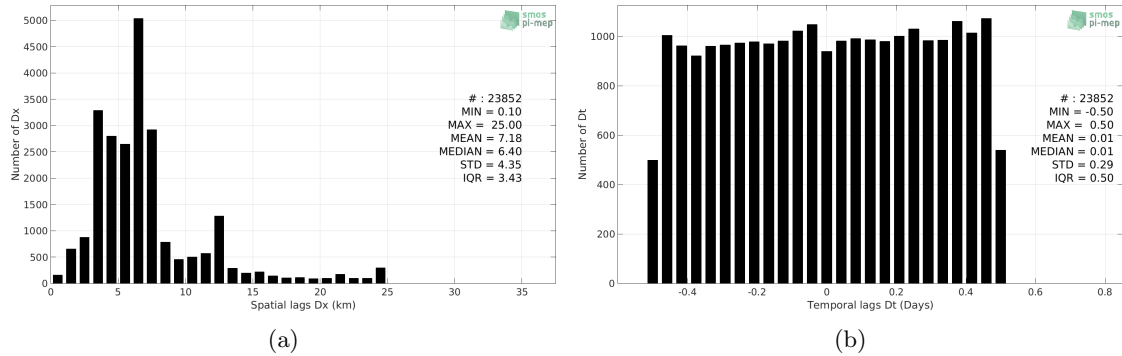 5000
4500
4000
3500
3000
2500
2000
1500
1000
500
0
Number of Dx
0 5 10 15 20 25 30 35
Spatial lags Dx (km)
smos
pi-mep
# : 23852
MIN = 0.10
MAX = 25.00
MEAN = 7.18
MEDIAN = 6.40
STD = 4.35
IQR = 3.43
(a)
1000
800
600
400
200
0
Number of Dt
-0.4 -0.2 0 0.2 0.4 0.6 0.8
Temporal lags Dt (Days)
smos
pi-mep
# : 23852
MIN = -0.50
MAX = 0.50
MEAN = 0.01
MEDIAN = 0.01
STD = 0.29
IQR = 0.50
(b)